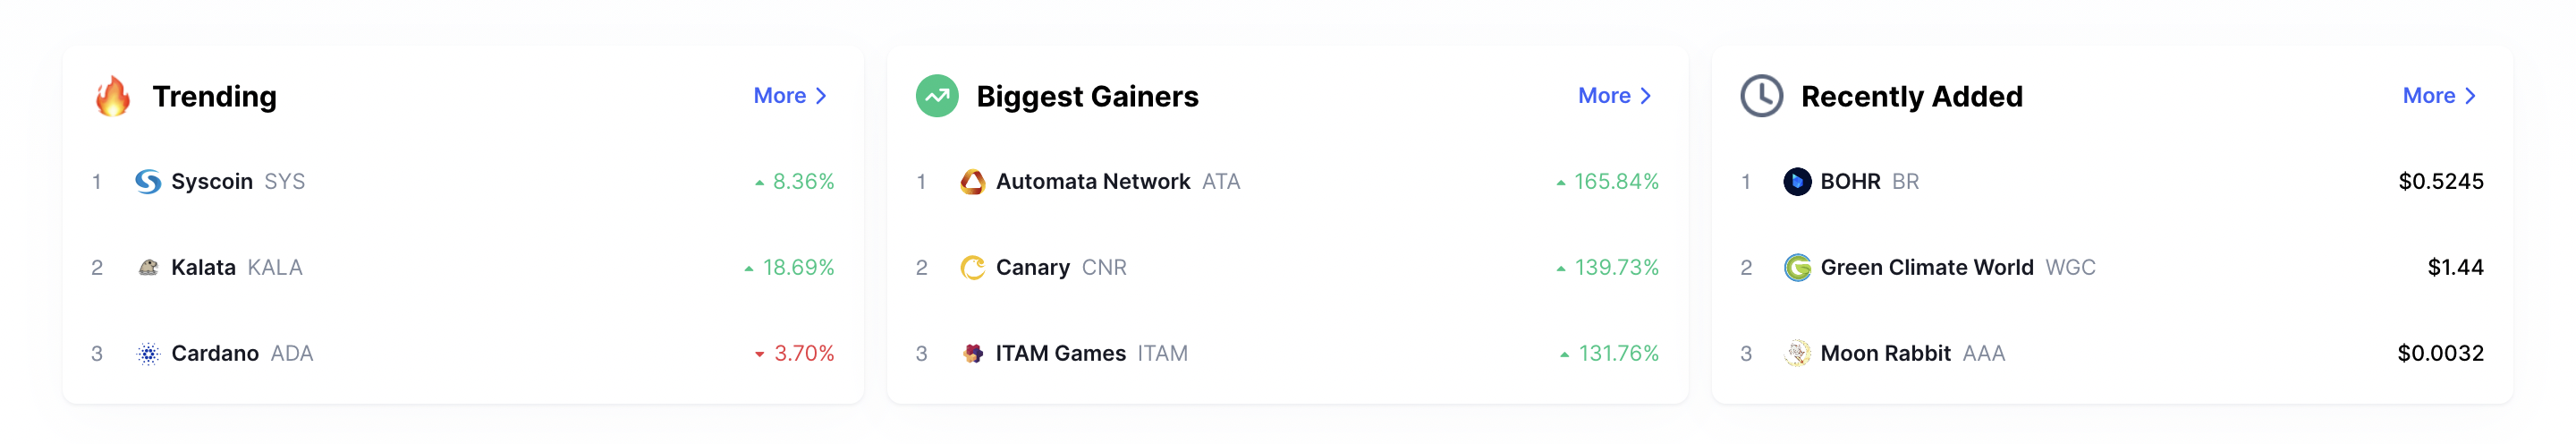 Trending More
1 Syscoin SYS 8.36%
2 Kalata KALA 18.69%
3 Cardano ADA 3.70%
Biggest Gainers More
1 Automata Network ATA 165.84%
2 Canary CNR 139.73%
3 ITAM Games ITAM 131.76%
Recently Added More
1 BOHR BR $0.5245
2 Green Climate World WGC $1.44
3 Moon Rabbit AAA $0.0032